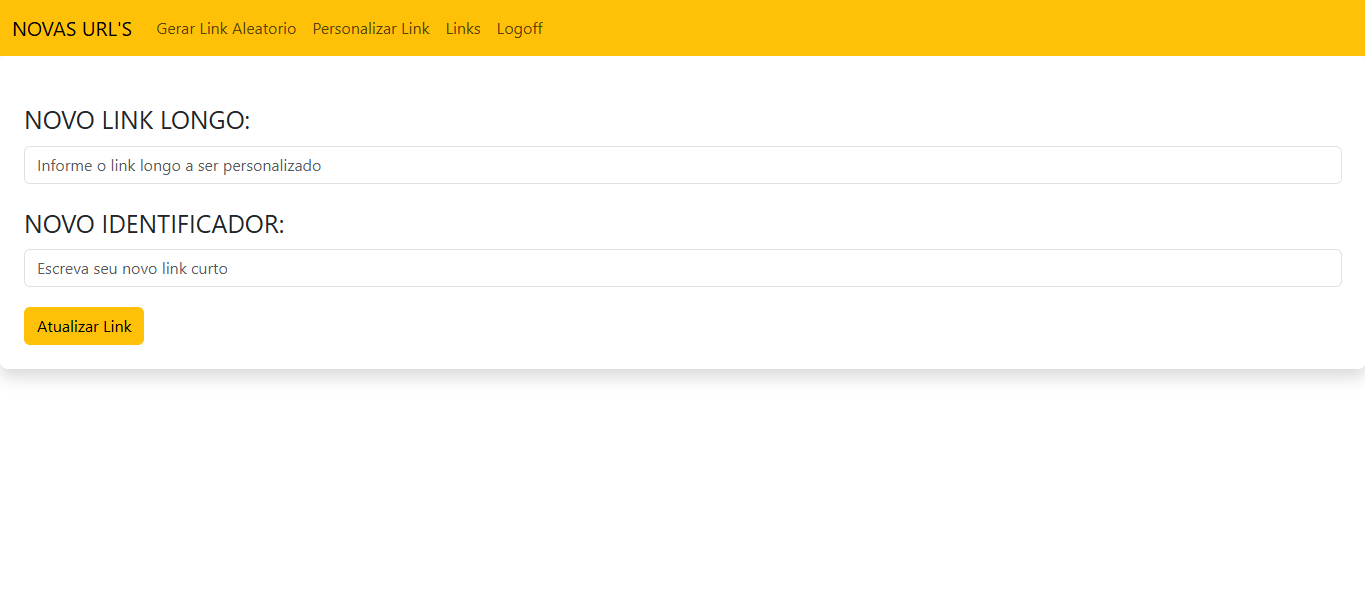 NOVAS URL'S Gerar Link Aleatorio Personalizar Link Links Logoff
NOVO LINK LONGO:
Informe o link longo a ser personalizado
NOVO IDENTIFICADOR:
Escreva seu novo link curto
Atualizar Link